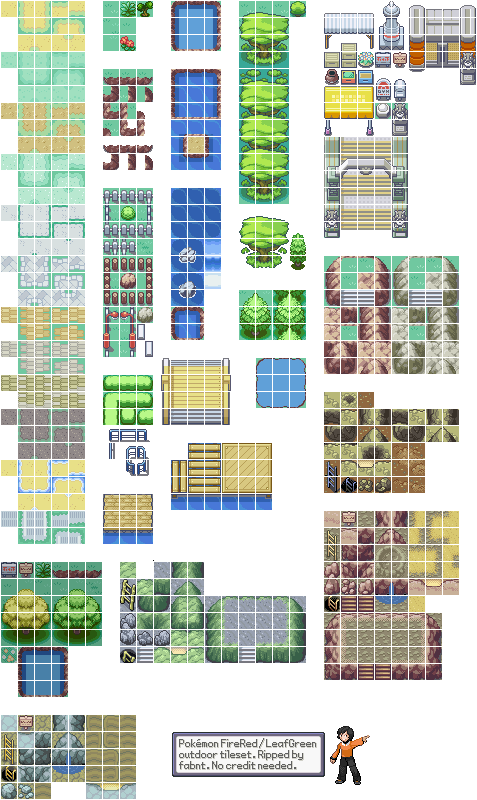 Pokémon FireRed/LeafGreen
outdoor tileset. Ripped by
fabnt. No credit needed.